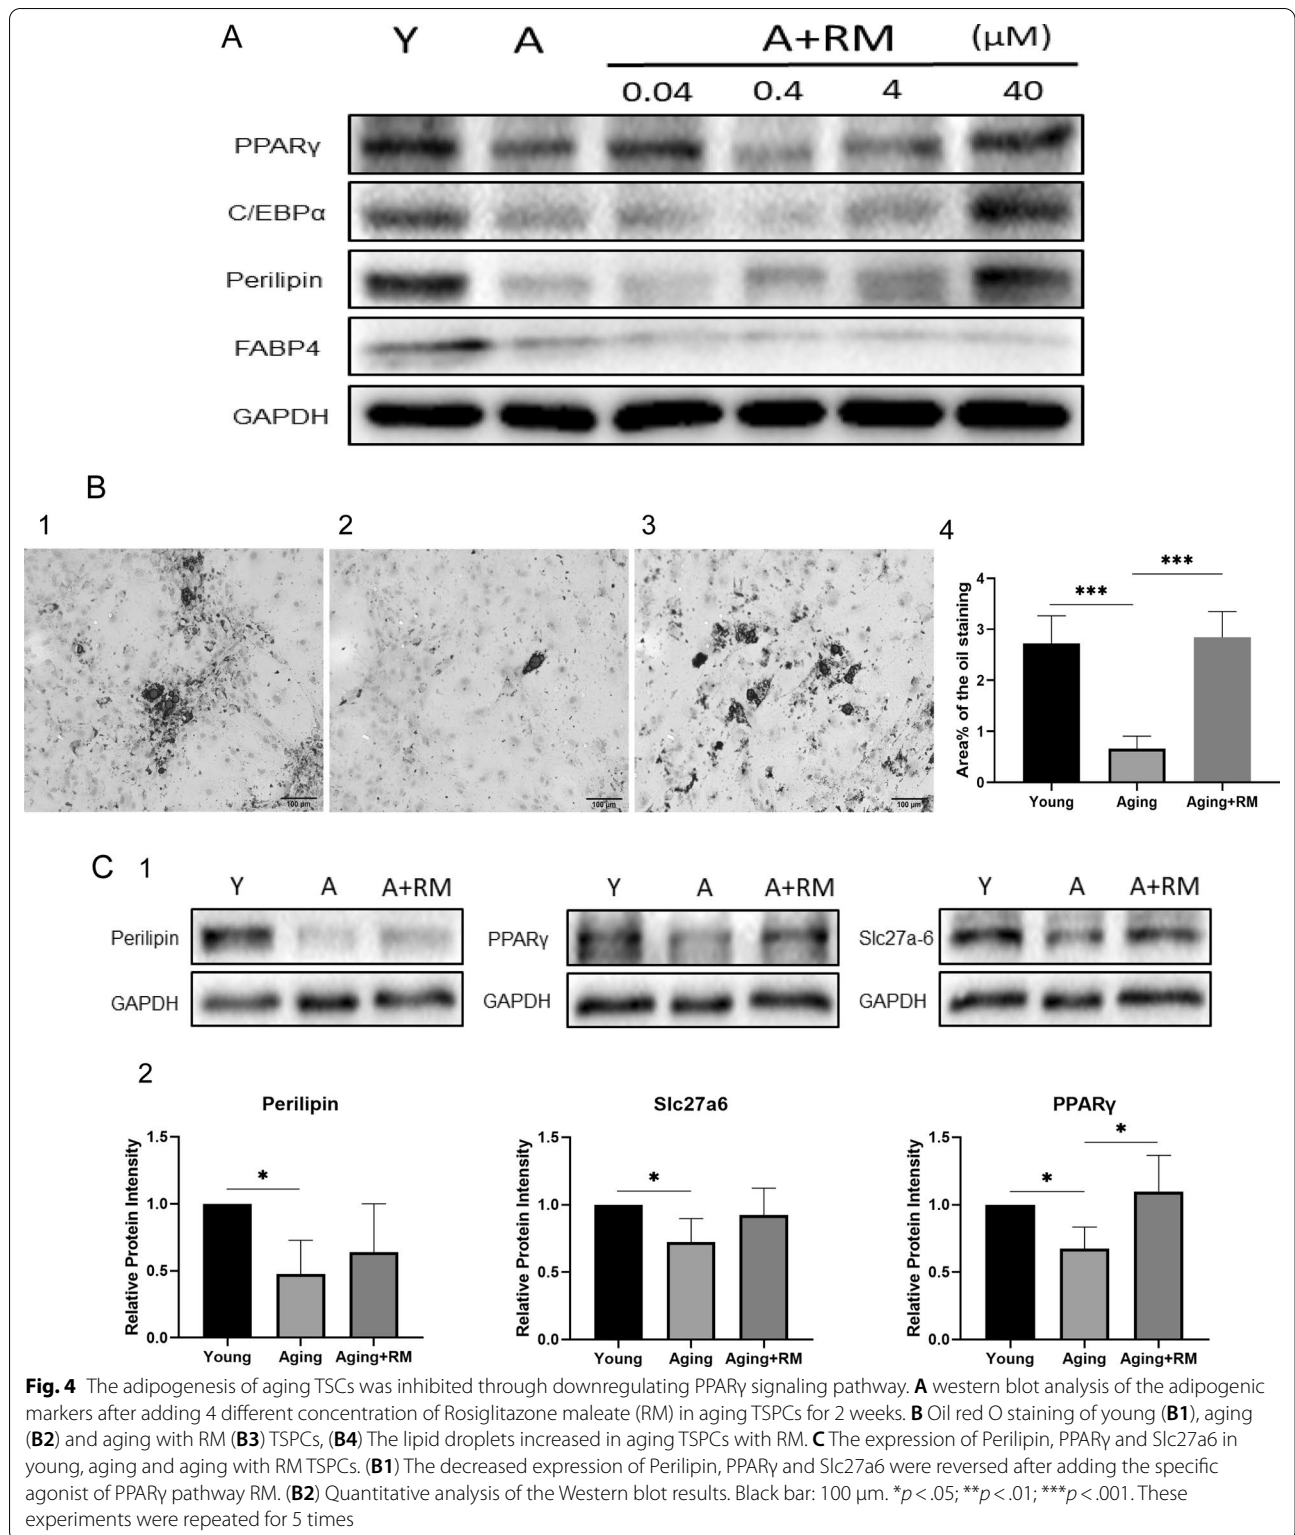 A Y A A+RM (µM)
0.04 0.4 4 40
PPARγ
C/EBPα
Perilipin
FABP4
GAPDH
B
1 2 3 4
100 µm 100 µm 100 µm
Area% of the oil staining
4
3
2
1
0
*** ***
Young Aging Aging+RM
C 1
Y A A+RM Y A A+RM Y A A+RM
Perilipin PPARγ Slc27a-6
GAPDH GAPDH GAPDH
2
Perilipin
Relative Protein Intensity
1.5
1.0
0.5
0.0
*
Young Aging Aging+RM
Slc27a6
Relative Protein Intensity
1.5
1.0
0.5
0.0
*
Young Aging Aging+RM
PPARγ
Relative Protein Intensity
1.5
1.0
0.5
0.0
* *
Young Aging Aging+RM
Fig. 4 The adipogenesis of aging TSCs was inhibited through downregulating PPARγ signaling pathway. A western blot analysis of the adipogenic
markers after adding 4 different concentration of Rosiglitazone maleate (RM) in aging TSPCs for 2 weeks. B Oil red O staining of young (B1), aging
(B2) and aging with RM (B3) TSPCs, (B4) The lipid droplets increased in aging TSPCs with RM. C The expression of Perilipin, PPARγ and Slc27a6 in
young, aging and aging with RM TSPCs. (B1) The decreased expression of Perilipin, PPARγ and Slc27a6 were reversed after adding the specific
agonist of PPARγ pathway RM. (B2) Quantitative analysis of the Western blot results. Black bar: 100 μm. *p < .05; **p < .01; ***p < .001. These
experiments were repeated for 5 times